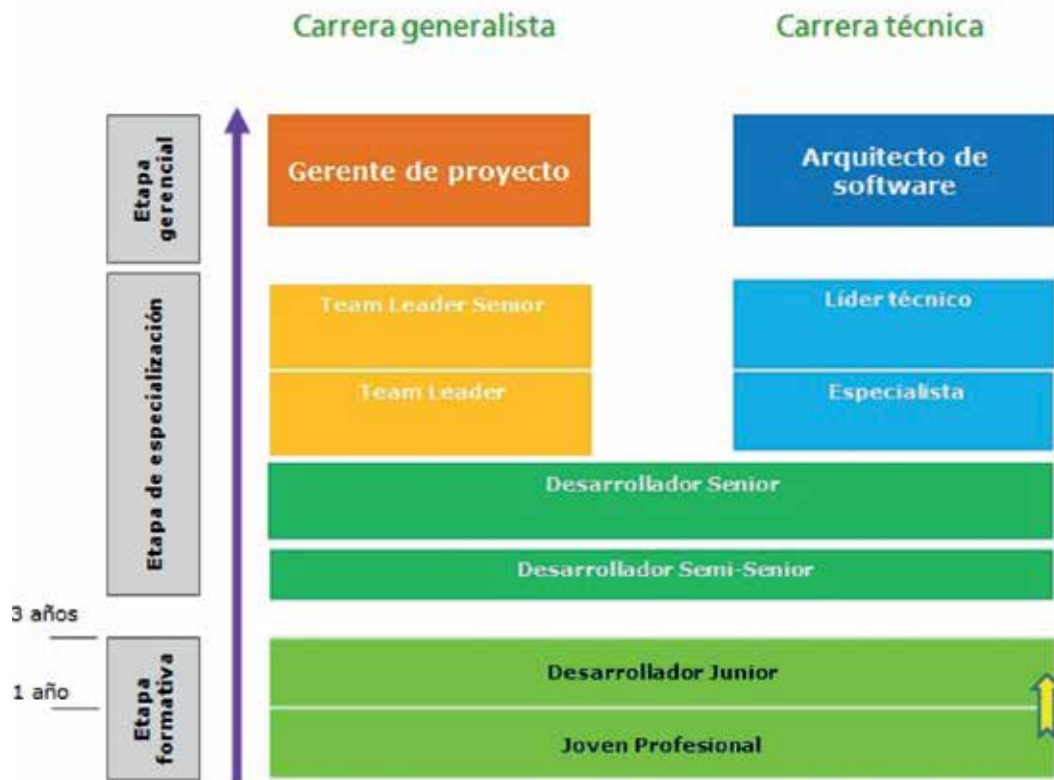 Carrera generalista
Carrera técnica
Etapa
gerencial
Gerente de proyecto
Arquitecto de
software
Etapa de especialización
Team Leader Senior
Líder técnico
Team Leader
Especialista
Desarrollador Senior
Desarrollador Semi-Senior
3 años
Etapa
formativa
Desarrollador Junior
1 año
Joven Profesional